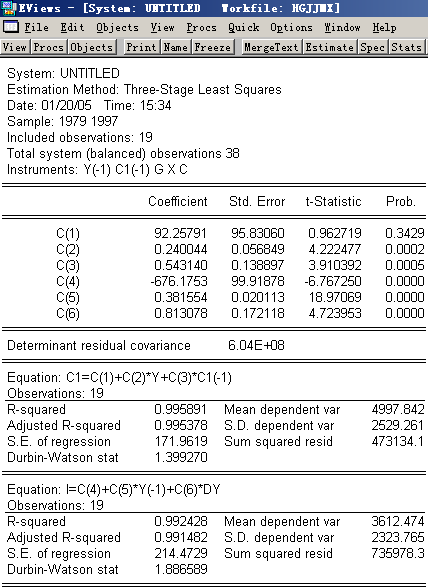 EViews - [System: UNTITLED Workfile: HGJJMX]
File Edit Objects View Procs Quick Options Window Help
View Procs Objects Print Name Freeze MergeText Estimate Spec Stats
System: UNTITLED
Estimation Method: Three-Stage Least Squares
Date: 01/20/05 Time: 15:34
Sample: 1979 1997
Included observations: 19
Total system (balanced) observations 38
Instruments: Y(-1) C1(-1) G X C
Coefficient Std. Error t-Statistic Prob.
C(1) 92.25791 95.83060 0.962719 0.3429
C(2) 0.240044 0.056849 4.222477 0.0002
C(3) 0.543140 0.138897 3.910392 0.0005
C(4) -676.1753 99.91878 -6.767250 0.0000
C(5) 0.381554 0.020113 18.97069 0.0000
C(6) 0.813078 0.172118 4.723953 0.0000
Determinant residual covariance 6.04E+08
Equation: C1=C(1)+C(2)*Y+C(3)*C1(-1)
Observations: 19
R-squared 0.995891 Mean dependent var 4997.842
Adjusted R-squared 0.995378 S.D. dependent var 2529.261
S.E. of regression 171.9619 Sum squared resid 473134.1
Durbin-Watson stat 1.399270
Equation: I=C(4)+C(5)*Y(-1)+C(6)*DY
Observations: 19
R-squared 0.992428 Mean dependent var 3612.474
Adjusted R-squared 0.991482 S.D. dependent var 2323.765
S.E. of regression 214.4729 Sum squared resid 735978.3
Durbin-Watson stat 1.886589